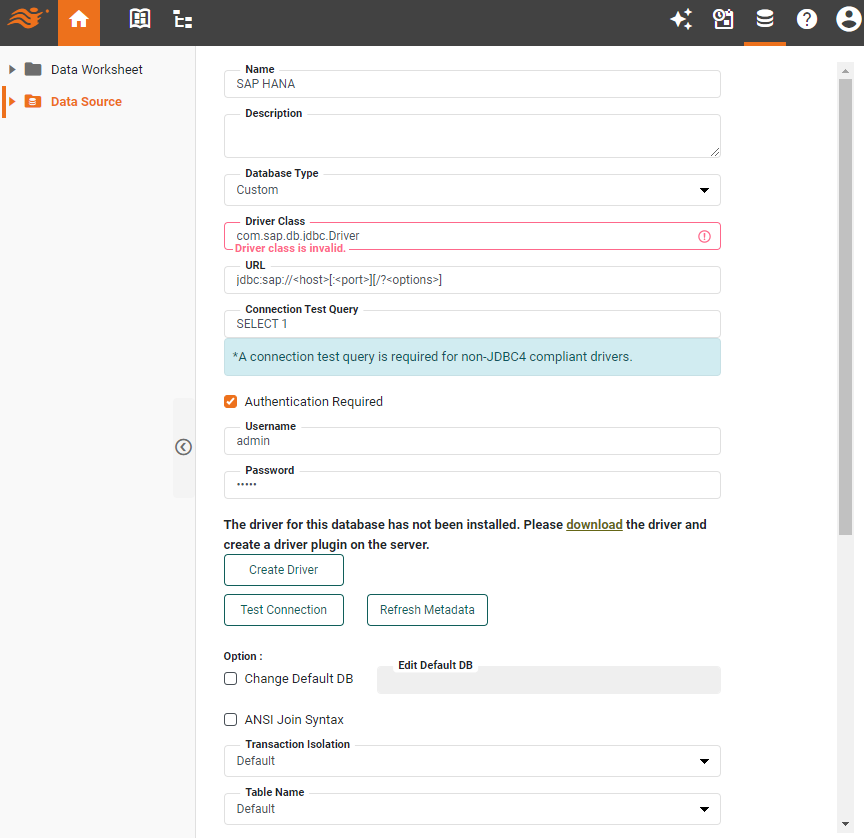 Data Worksheet
Data Source
Name
SAP HANA
Description
Database Type
Custom
Driver Class
com.sap.db.jdbc.Driver
Driver class is invalid.
URL
jdbc:sap://<host>[:<port>][/?<options>]
Connection Test Query
SELECT 1
*A connection test query is required for non-JDBC4 compliant drivers.
Authentication Required
Username
admin
Password
•••••
The driver for this database has not been installed. Please download the driver and
create a driver plugin on the server.
Create Driver
Test Connection Refresh Metadata
Option :
Edit Default DB
Change Default DB
ANSI Join Syntax
Transaction Isolation
Default
Table Name
Default